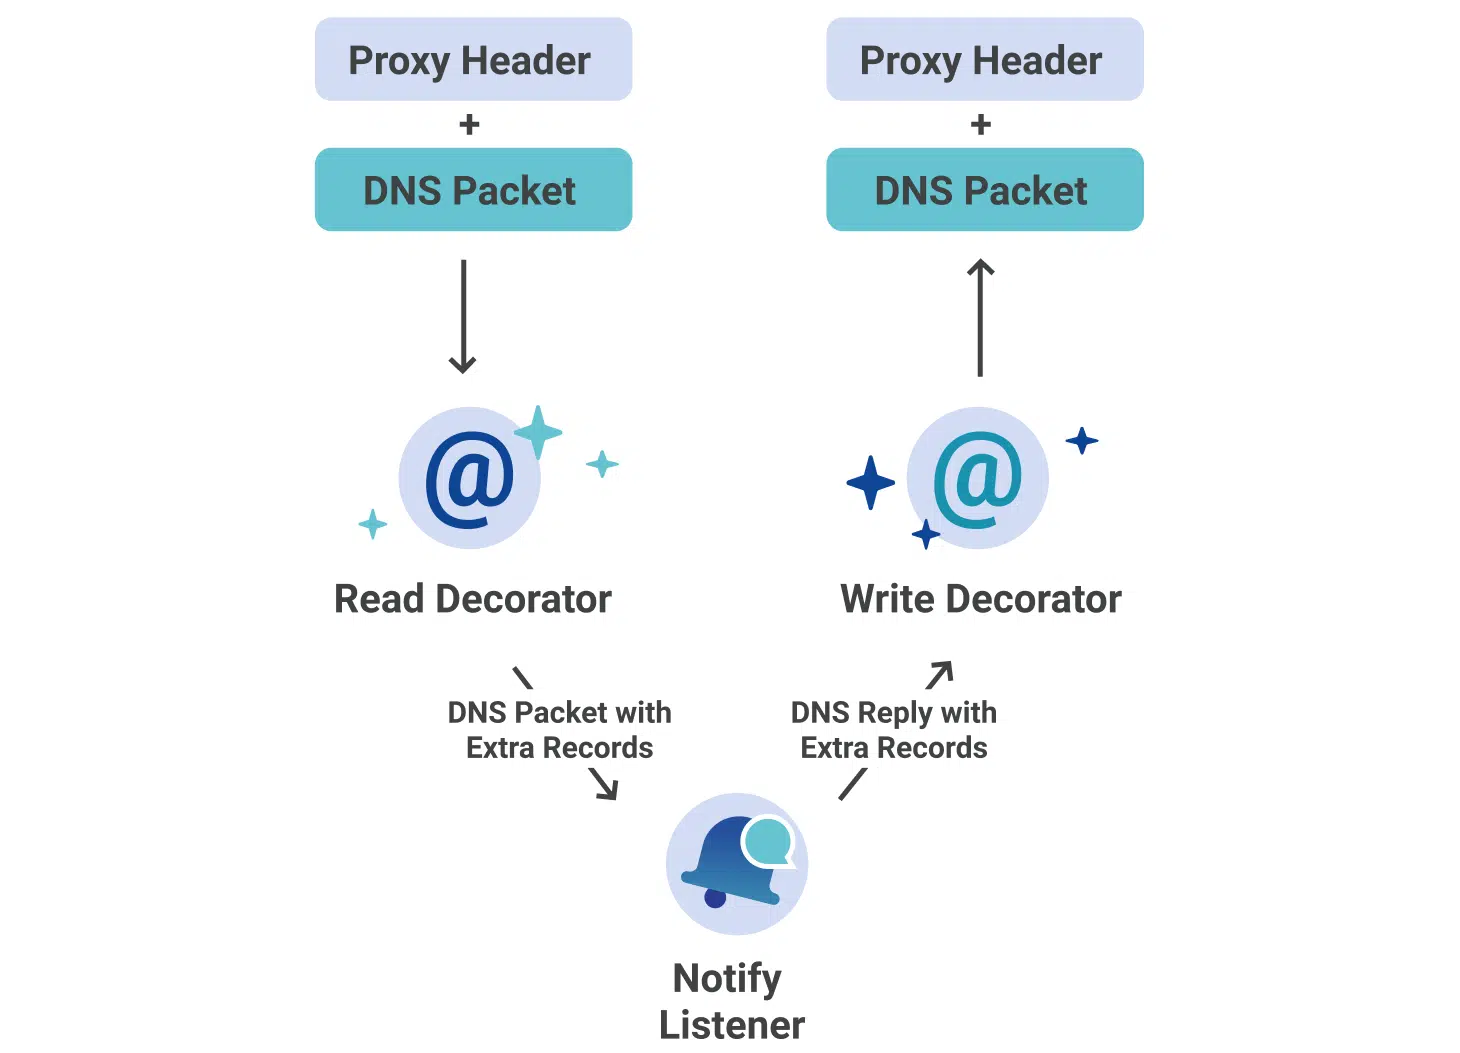 Proxy Header
+
DNS Packet
Proxy Header
+
DNS Packet
@
Read Decorator
@
Write Decorator
DNS Packet with
Extra Records
DNS Reply with
Extra Records
Notify
Listener